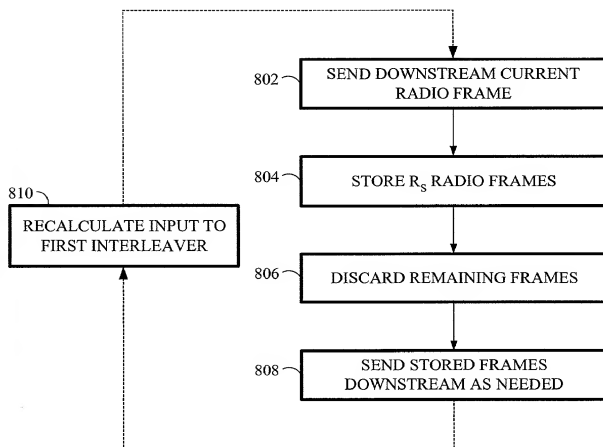 802
SEND DOWNSTREAM CURRENT
RADIO FRAME
804
STORE R_S RADIO FRAMES
810
RECALCULATE INPUT TO
FIRST INTERLEAVER
806
DISCARD REMAINING FRAMES
808
SEND STORED FRAMES
DOWNSTREAM AS NEEDED